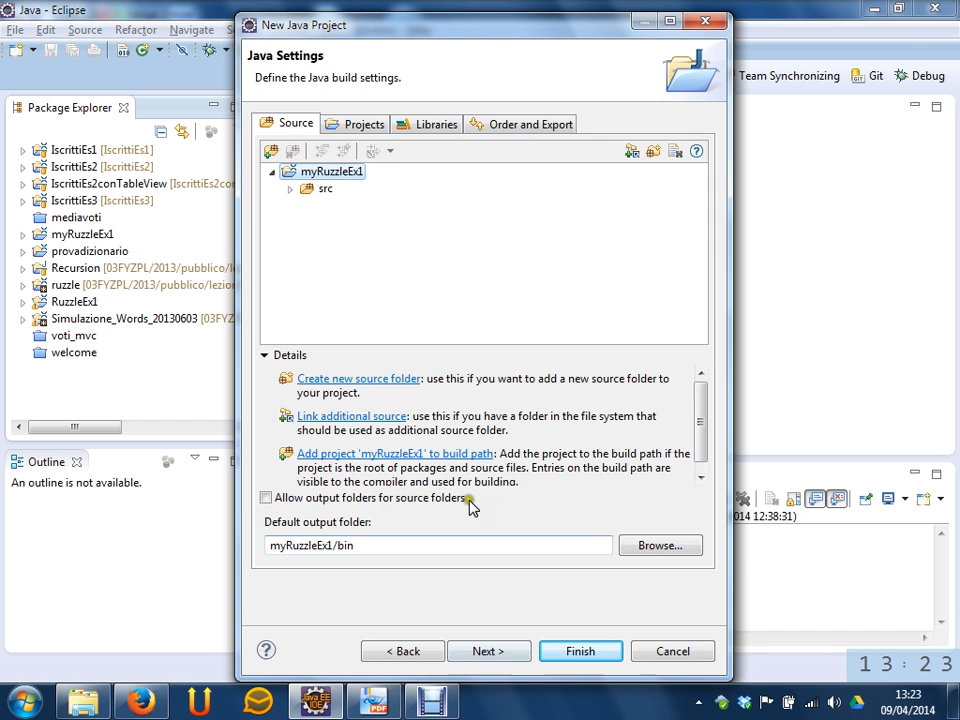 Java - Eclipse
File Edit Source Refactor Navigate
Team Synchronizing Git Debug
Package Explorer
IscrittiEs1 [IscrittiEs1]
IscrittiEs2 [IscrittiEs2]
IscrittiEs2conTableView [IscrittiEs2co
IscrittiEs3 [IscrittiEs3]
mediavoti
myRuzzleEx1
provadizionario
Recursion [03FYZPL/2013/pubblico/le
ruzzle [03FYZPL/2013/pubblico/lezion
RuzzleEx1
Simulazione_Words_20130603 [03FY
voti_mvc
welcome
Outline
An outline is not available.
New Java Project
Java Settings
Define the Java build settings.
Source Projects Libraries Order and Export
myRuzzleEx1
src
Details
Create new source folder: use this if you want to add a new source folder to
your project.
Link additional source: use this if you have a folder in the file system that
should be used as additional source folder.
Add project 'myRuzzleEx1' to build path: Add the project to the build path if the
project is the root of packages and source files. Entries on the build path are
visible to the compiler and used for building.
Allow output folders for source folders
Default output folder:
myRuzzleEx1/bin
Browse...
< Back Next > Finish Cancel
2014 12:38:31)
13:23
13:23
09/04/2014